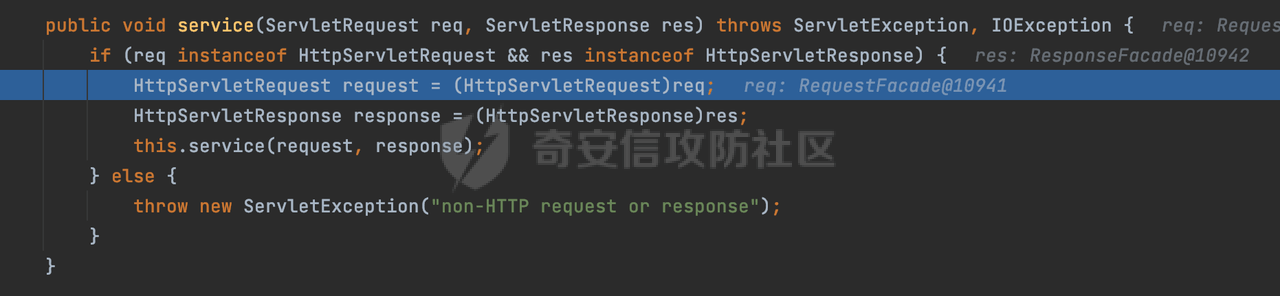 public void service(ServletRequest req, ServletResponse res) throws ServletException, IOException {   req: Reques
    if (req instanceof HttpServletRequest && res instanceof HttpServletResponse) {   res: ResponseFacade@10942
        HttpServletRequest request = (HttpServletRequest)req;   req: RequestFacade@10941
        HttpServletResponse response = (HttpServletResponse)res;
        this.service(request, response);
奇安信攻防社区
    } else {
        throw new ServletException("non-HTTP request or response");
    }
}